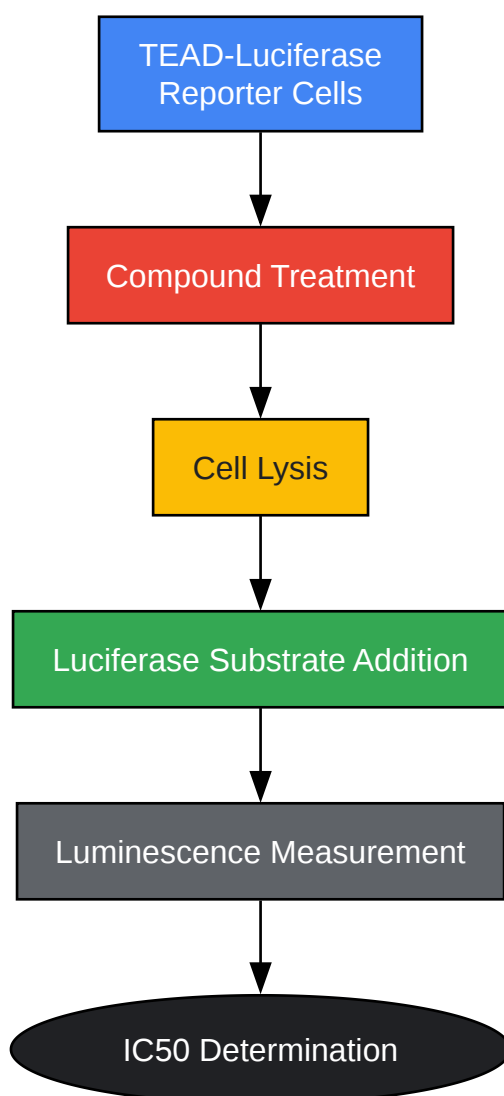 TEAD-Luciferase
Reporter Cells
Compound Treatment
Cell Lysis
Luciferase Substrate Addition
Luminescence Measurement
IC50 Determination